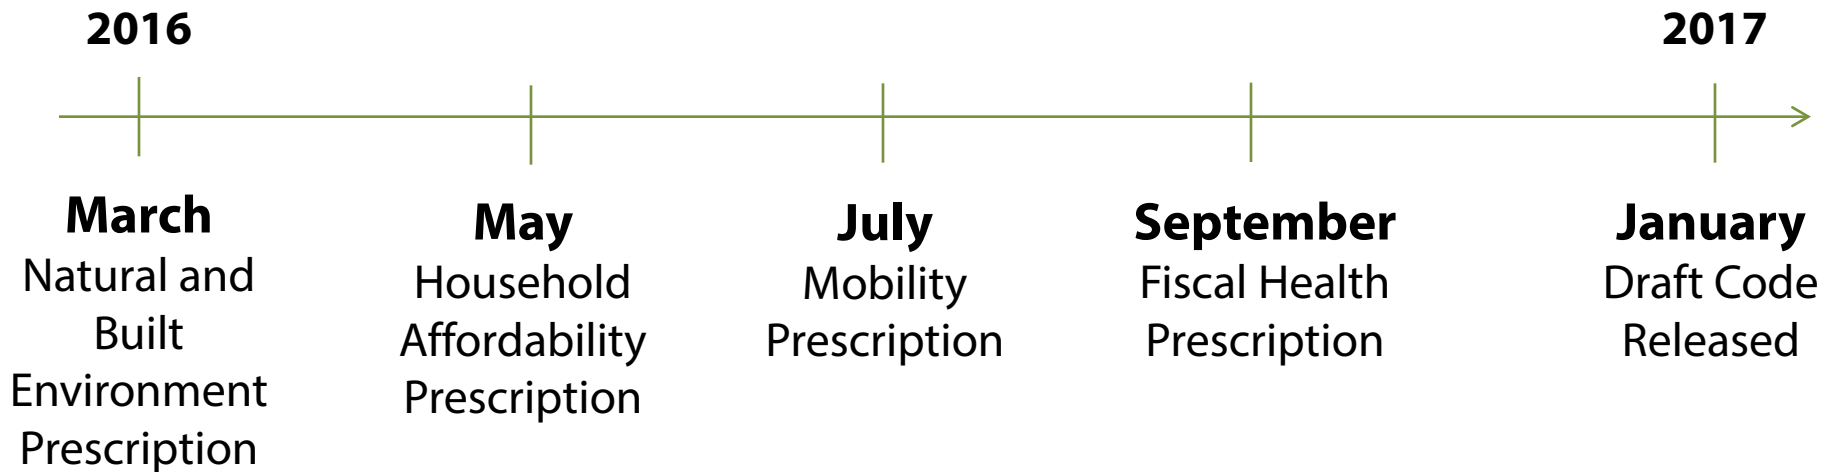 2016
2017
March
Natural and
Built
Environment
Prescription
May
Household
Affordability
Prescription
July
Mobility
Prescription
September
Fiscal Health
Prescription
January
Draft Code
Released